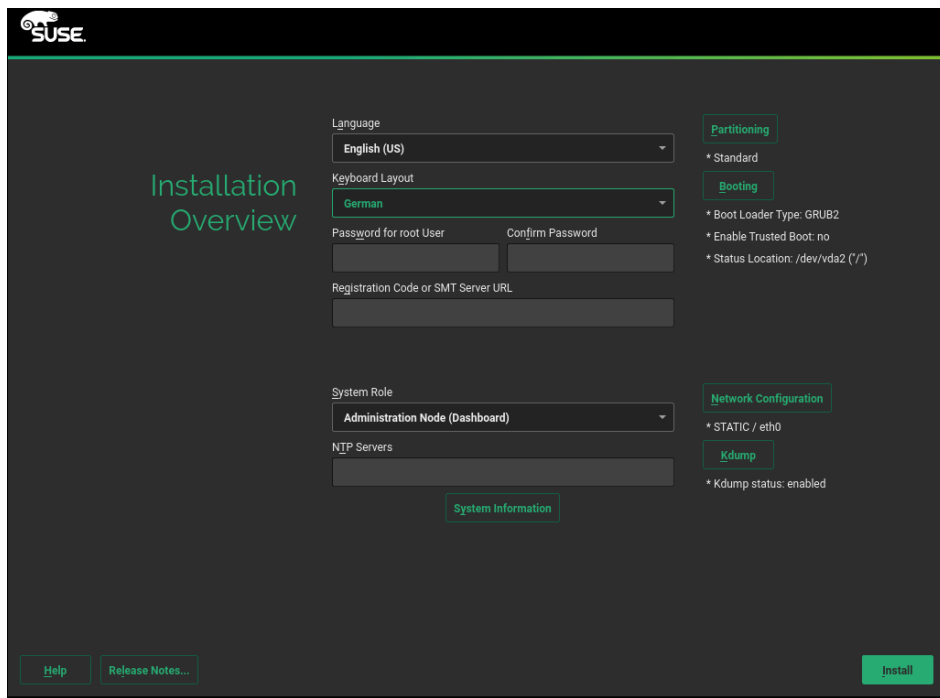 SUSE.
Installation
Overview
Language
English (US)
Keyboard Layout
German
Password for root User
Confirm Password
Registration Code or SMT Server URL
Partitioning
* Standard
Booting
* Boot Loader Type: GRUB2
* Enable Trusted Boot: no
* Status Location: /dev/vda2 ("/")
System Role
Administration Node (Dashboard)
NTP Servers
System Information
Network Configuration
* STATIC / eth0
Kdump
* Kdump status: enabled
Help
Release Notes...
Install